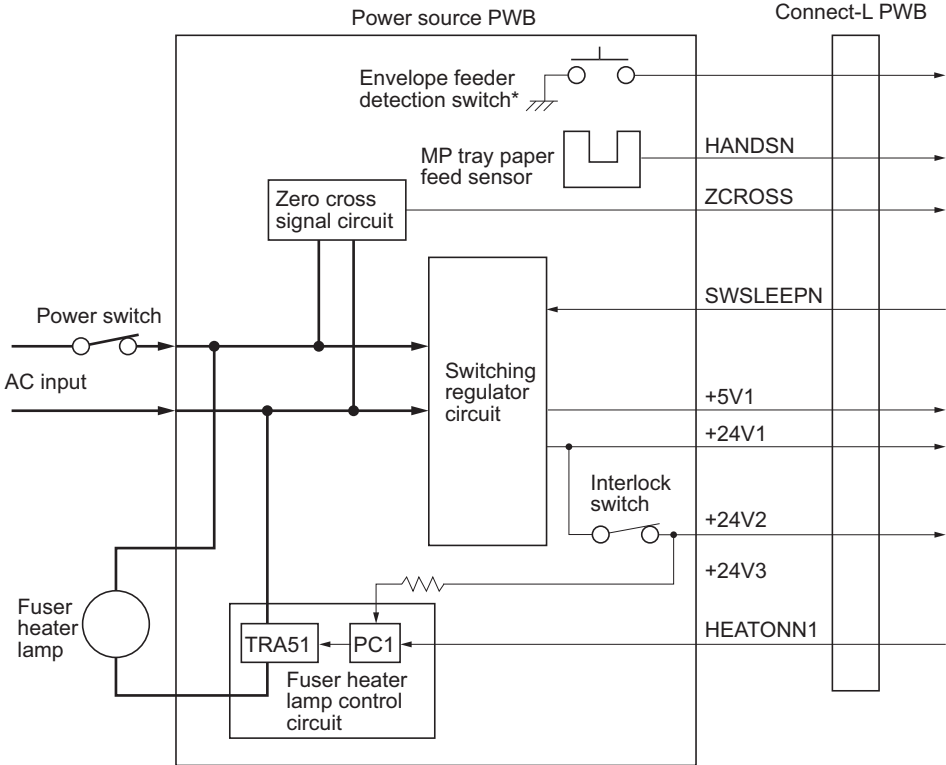 Power source PWB
Connect-L PWB
Envelope feeder
detection switch*
MP tray paper
feed sensor
HANDSN
Zero cross
signal circuit
ZCROSS
SWSLEEPN
Power switch
AC input
Switching
regulator
circuit
+5V1
+24V1
Interlock
switch
+24V2
+24V3
Fuser
heater
lamp
TRA51
PC1
HEATONN1
Fuser heater
lamp control
circuit